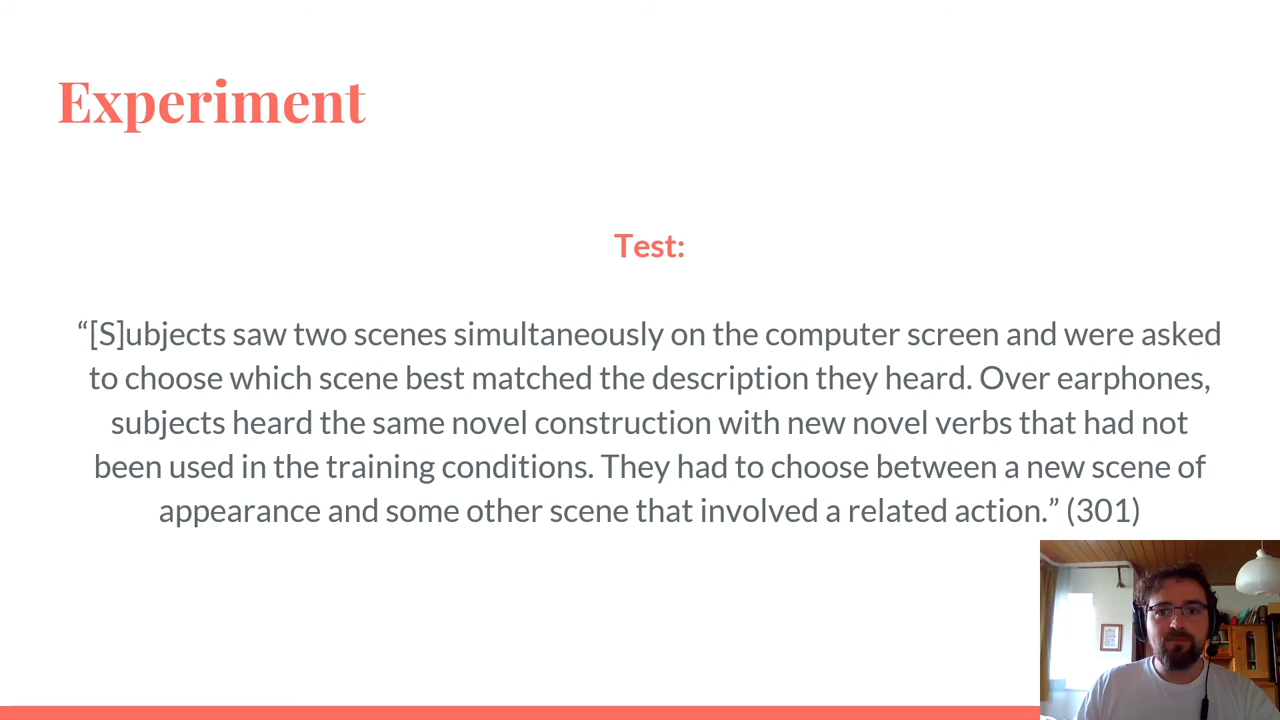 Experiment
Test:
“[S]ubjects saw two scenes simultaneously on the computer screen and were asked
to choose which scene best matched the description they heard. Over earphones,
subjects heard the same novel construction with new novel verbs that had not
been used in the training conditions. They had to choose between a new scene of
appearance and some other scene that involved a related action.” (301)